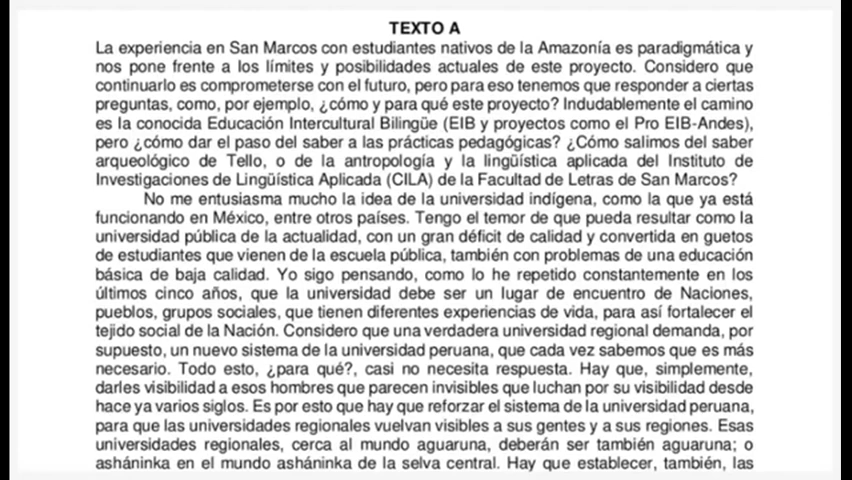 TEXTO A
La experiencia en San Marcos con estudiantes nativos de la Amazonía es paradigmática y
nos pone frente a los límites y posibilidades actuales de este proyecto. Considero que
continuarlo es comprometerse con el futuro, pero para eso tenemos que responder a ciertas
preguntas, como, por ejemplo, ¿cómo y para qué este proyecto? Indudablemente el camino
es la conocida Educación Intercultural Bilingüe (EIB y proyectos como el Pro EIB-Andes),
pero ¿cómo dar el paso del saber a las prácticas pedagógicas? ¿Cómo salimos del saber
arqueológico de Tello, o de la antropología y la lingüística aplicada del Instituto de
Investigaciones de Lingüística Aplicada (CILA) de la Facultad de Letras de San Marcos?
No me entusiasma mucho la idea de la universidad indígena, como la que ya está
funcionando en México, entre otros países. Tengo el temor de que pueda resultar como la
universidad pública de la actualidad, con un gran déficit de calidad y convertida en guetos
de estudiantes que vienen de la escuela pública, también con problemas de una educación
básica de baja calidad. Yo sigo pensando, como lo he repetido constantemente en los
últimos cinco años, que la universidad debe ser un lugar de encuentro de Naciones,
pueblos, grupos sociales, que tienen diferentes experiencias de vida, para así fortalecer el
tejido social de la Nación. Considero que una verdadera universidad regional demanda, por
supuesto, un nuevo sistema de la universidad peruana, que cada vez sabemos que es más
necesario. Todo esto, ¿para qué?, casi no necesita respuesta. Hay que, simplemente,
darles visibilidad a esos hombres que parecen invisibles que luchan por su visibilidad desde
hace ya varios siglos. Es por esto que hay que reforzar el sistema de la universidad peruana,
para que las universidades regionales vuelvan visibles a sus gentes y a sus regiones. Esas
universidades regionales, cerca al mundo aguaruna, deberán ser también aguaruna; o
asháninka en el mundo asháninka de la selva central. Hay que establecer, también, las